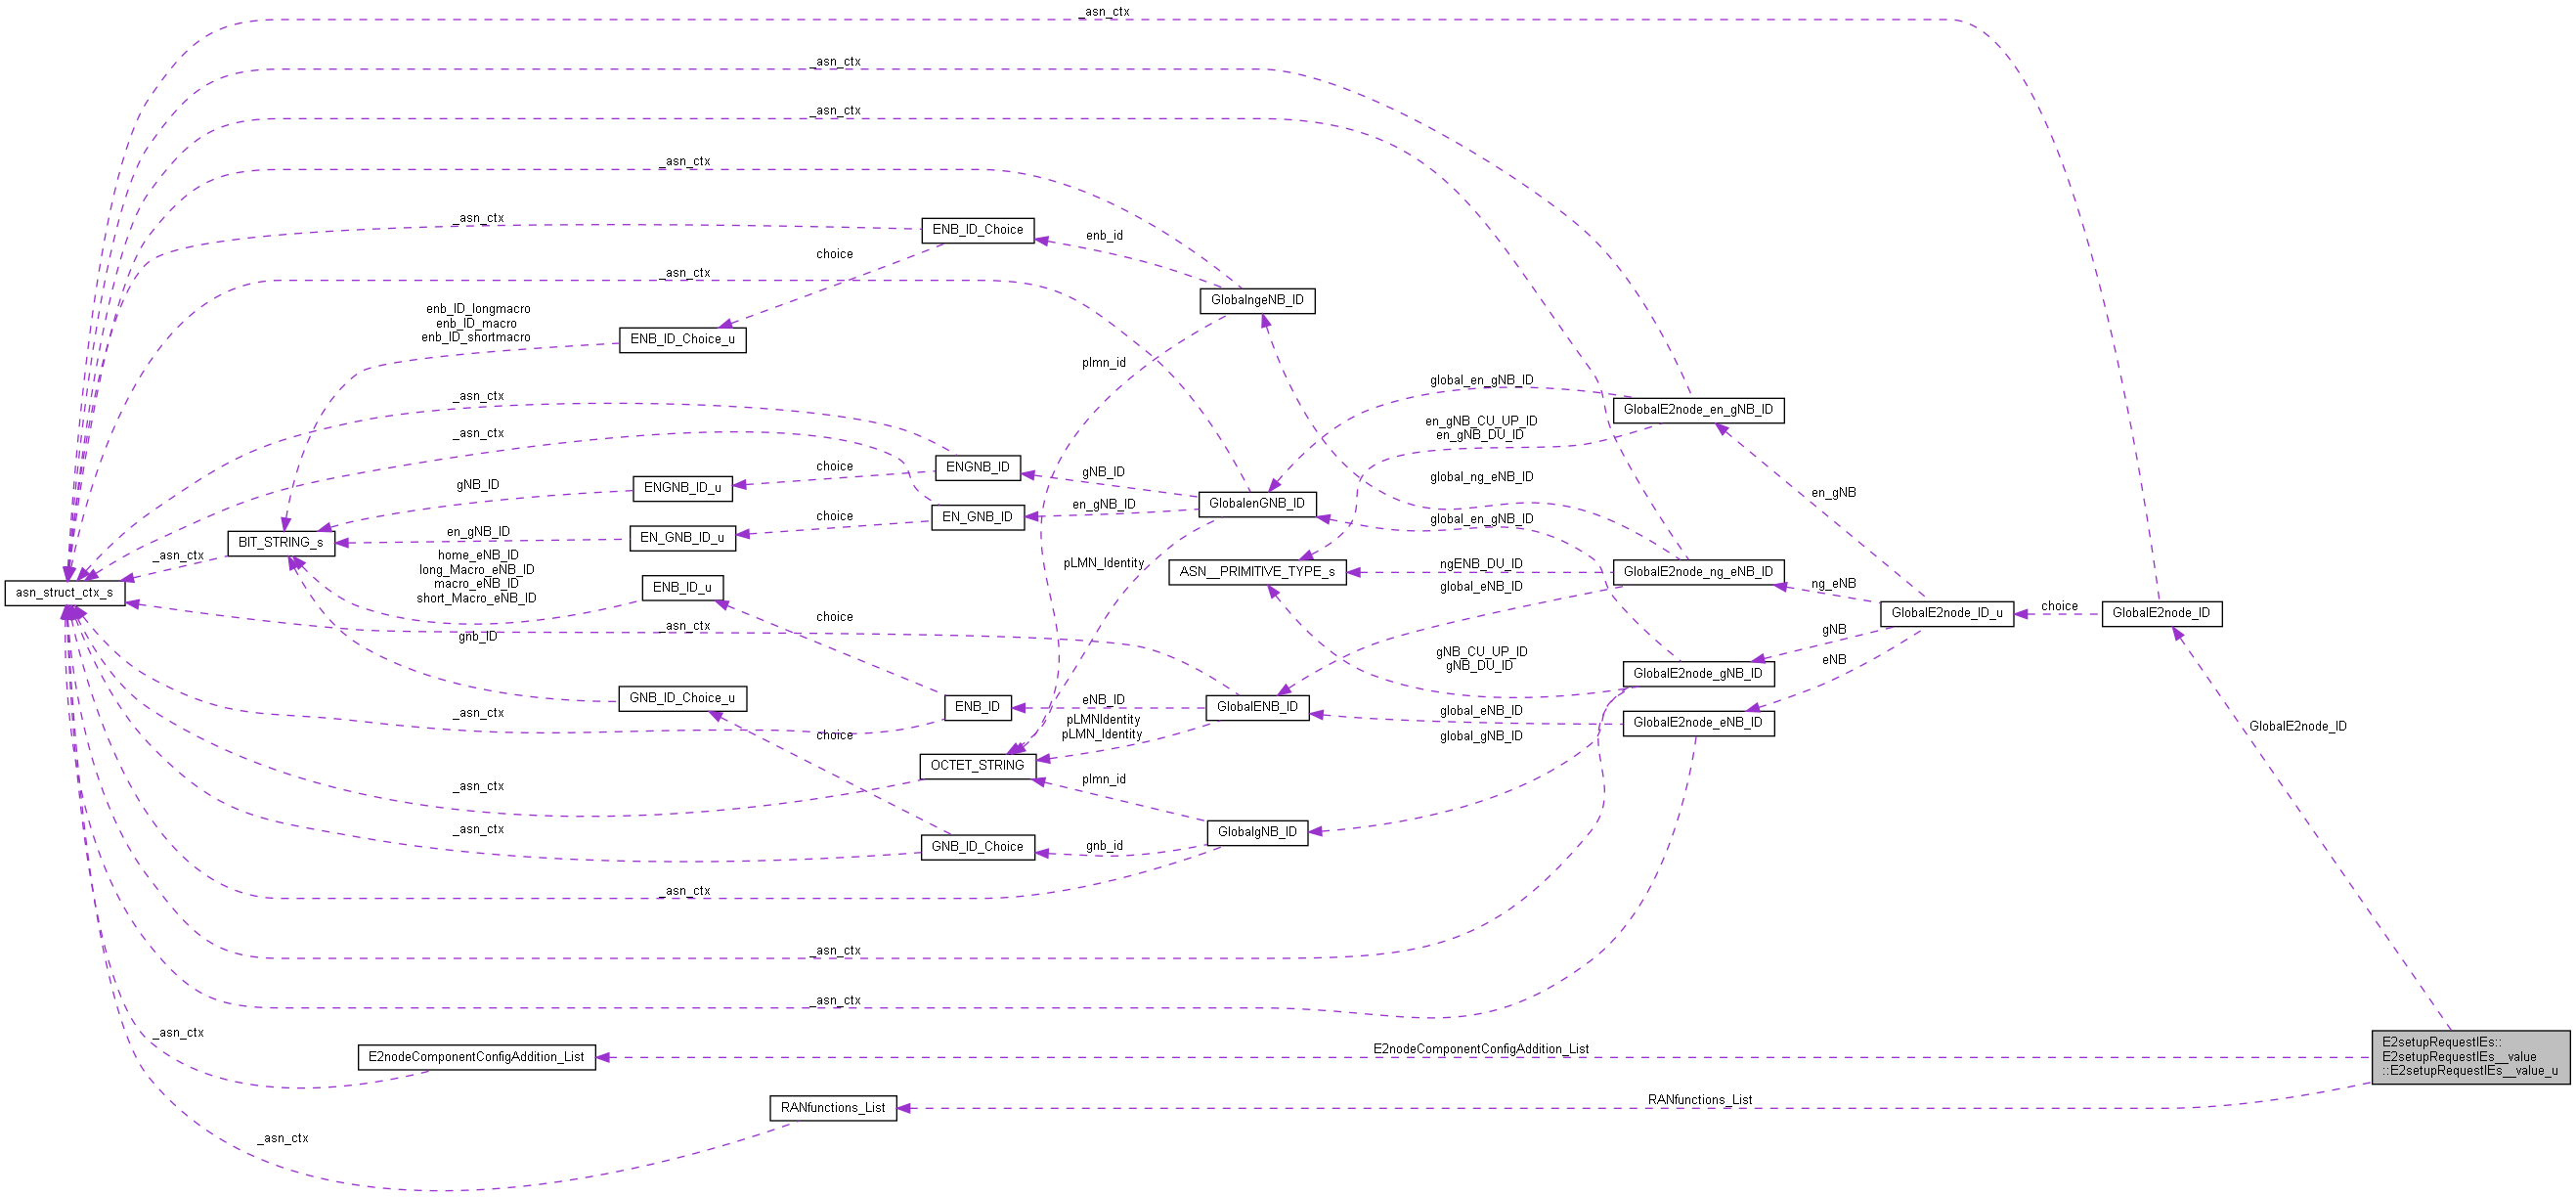 _asn_ctx
_asn_ctx
_asn_ctx
_asn_ctx
_asn_ctx
ENB_ID_Choice
enb_id
choice
_asn_ctx
GlobalngeNB_ID
enb_ID_longmacro
enb_ID_macro
enb_ID_shortmacro
ENB_ID_Choice_u
plmn_id
global_en_gNB_ID
_asn_ctx
GlobalE2node_en_gNB_ID
en_gNB_CU_UP_ID
en_gNB_DU_ID
_asn_ctx
choice
ENGNB_ID
gNB_ID
global_ng_eNB_ID
gNB_ID
ENGNB_ID_u
en_gNB
GlobalenGNB_ID
en_gNB_ID
choice
EN_GNB_ID
global_en_gNB_ID
en_gNB_ID
EN_GNB_ID_u
BIT_STRING_s
_asn_ctx
home_eNB_ID
long_Macro_eNB_ID
macro_eNB_ID
short_Macro_eNB_ID
pLMN_Identity
ngENB_DU_ID
ASN__PRIMITIVE_TYPE_s
GlobalE2node_ng_eNB_ID
global_eNB_ID
ng_eNB
asn_struct_ctx_s
ENB_ID_u
choice
GlobalE2node_ID_u
choice
GlobalE2node_ID
_asn_ctx
gnb_ID
gNB
gNB_CU_UP_ID
gNB_DU_ID
eNB
GlobalE2node_gNB_ID
GNB_ID_Choice_u
eNB_ID
ENB_ID
GlobalENB_ID
_asn_ctx
global_eNB_ID
GlobalE2node_eNB_ID
pLMNIdentity
pLMN_Identity
choice
global_gNB_ID
GlobalE2node_ID
OCTET_STRING
plmn_id
_asn_ctx
_asn_ctx
GlobalgNB_ID
GNB_ID_Choice
gnb_id
_asn_ctx
_asn_ctx
_asn_ctx
_asn_ctx
E2nodeComponentConfigAddition_List
E2nodeComponentConfigAddition_List
E2setupRequestIEs::
E2setupRequestIEs__value
::E2setupRequestIEs__value_u
RANfunctions_List
RANfunctions_List
_asn_ctx